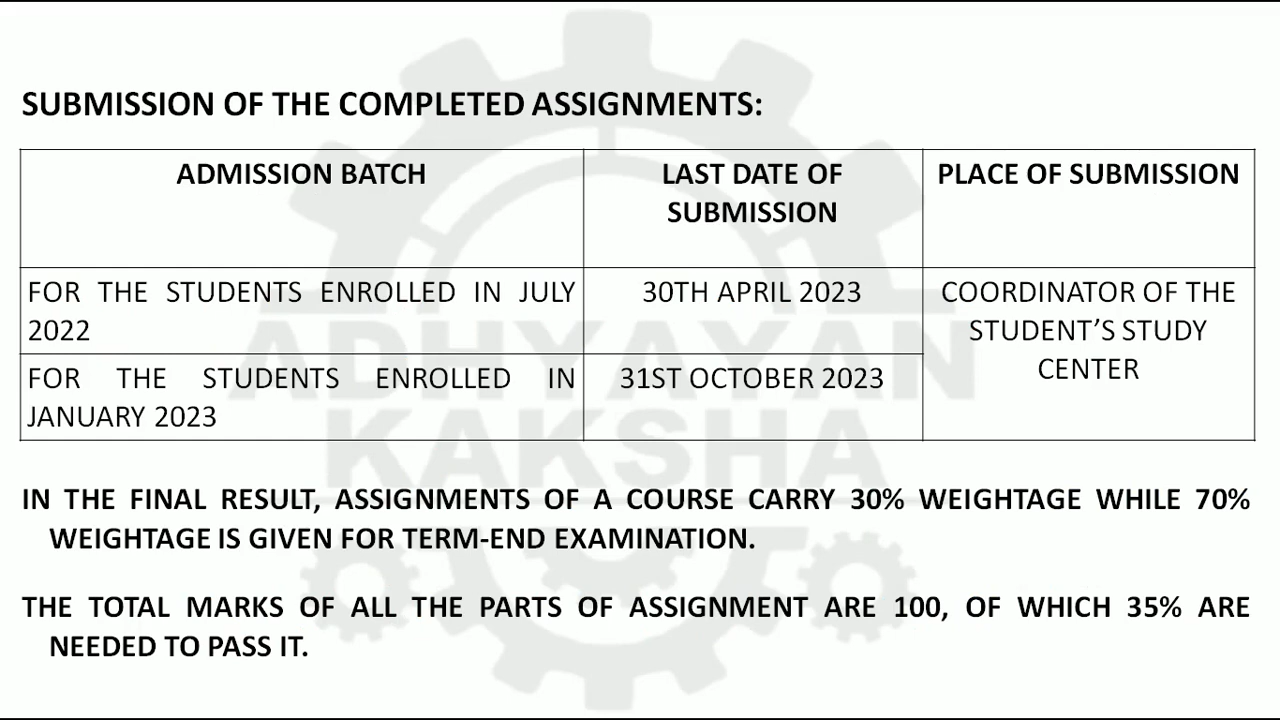 SUBMISSION OF THE COMPLETED ASSIGNMENTS:
ADMISSION BATCH
LAST DATE OF
SUBMISSION
PLACE OF SUBMISSION
FOR THE STUDENTS ENROLLED IN JULY
2022
30TH APRIL 2023
COORDINATOR OF THE
STUDENT’S STUDY
CENTER
FOR THE STUDENTS ENROLLED IN
JANUARY 2023
31ST OCTOBER 2023
ADHYAYAN
KAKSHA
IN THE FINAL RESULT, ASSIGNMENTS OF A COURSE CARRY 30% WEIGHTAGE WHILE 70%
WEIGHTAGE IS GIVEN FOR TERM-END EXAMINATION.
THE TOTAL MARKS OF ALL THE PARTS OF ASSIGNMENT ARE 100, OF WHICH 35% ARE
NEEDED TO PASS IT.